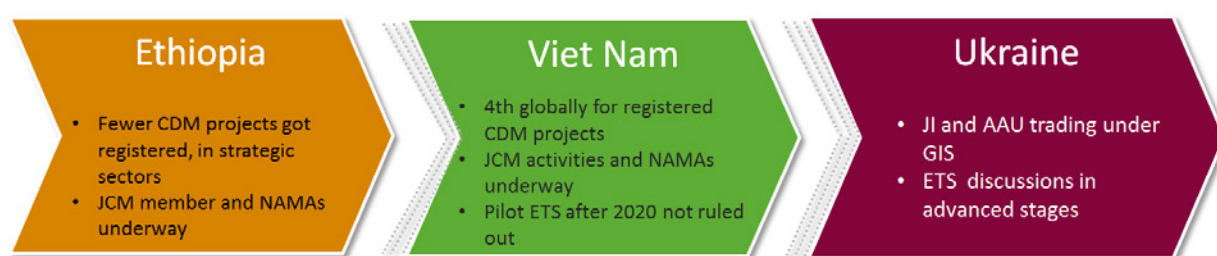 Ethiopia
• Fewer CDM projects got
registered, in strategic
sectors
• JCM member and NAMAs
underway
Viet Nam
• 4th globally for registered
CDM projects
• JCM activities and NAMAs
underway
• Pilot ETS after 2020 not ruled
out
Ukraine
• JI and AAU trading under
GIS
• ETS discussions in
advanced stages